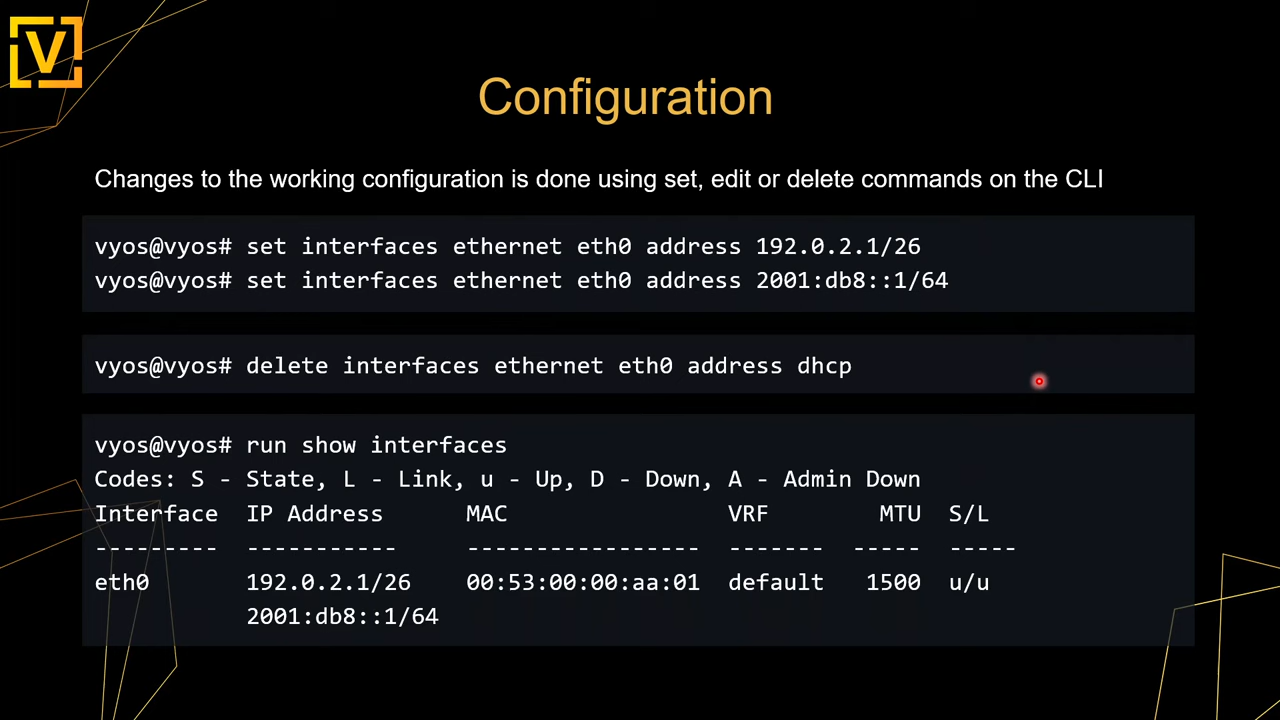 V
Configuration
Changes to the working configuration is done using set, edit or delete commands on the CLI
vyos@vyos# set interfaces ethernet eth0 address 192.0.2.1/26
vyos@vyos# set interfaces ethernet eth0 address 2001:db8::1/64
vyos@vyos# delete interfaces ethernet eth0 address dhcp
vyos@vyos# run show interfaces
Codes: S - State, L - Link, u - Up, D - Down, A - Admin Down
Interface IP Address MAC VRF MTU S/L
--------- ----------- ----------------- ------- ----- -----
eth0 192.0.2.1/26 00:53:00:00:aa:01 default 1500 u/u
2001:db8::1/64